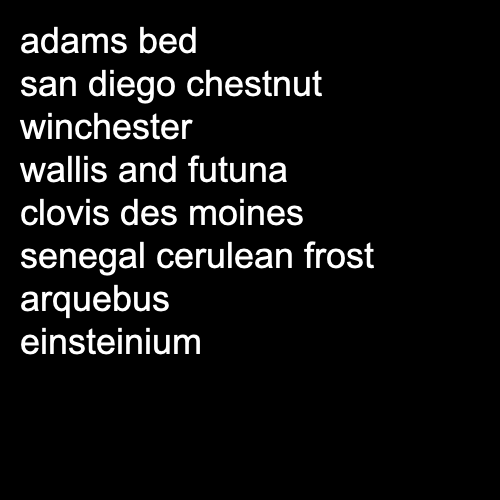 adams bed
san diego chestnut
winchester
wallis and futuna
clovis des moines
senegal cerulean frost
arquebus
einsteinium